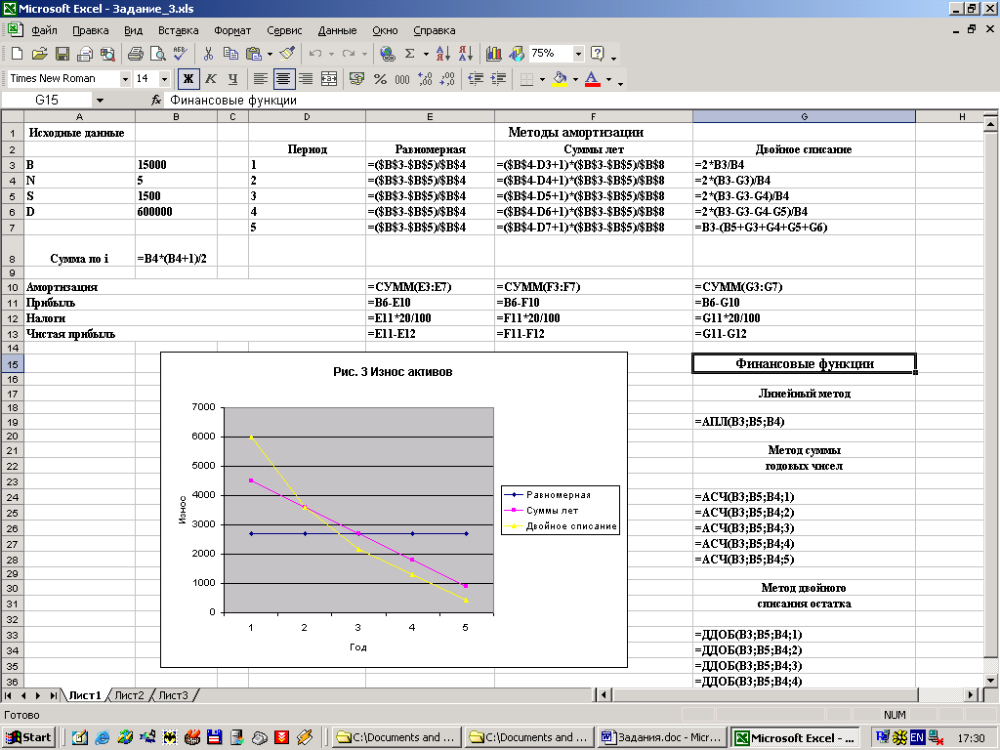 Microsoft Excel - Задание_3.xls
Файл Правка Вид Вставка Формат Сервис Данные Окно Справка
75%
Times New Roman 14 Ж К Ч
G15 fx Финансовые функции
A B C D E F G H
1 Исходные данные Методы амортизации
2 Период Равномерная Суммы лет Двойное списание
3 B 15000 1 =($B$3-$B$5)/$B$4 =($B$4-D3+1)*($B$3-$B$5)/$B$8 =2*B3/B4
4 N 5 2 =($B$3-$B$5)/$B$4 =($B$4-D4+1)*($B$3-$B$5)/$B$8 =2*(B3-G3)/B4
5 S 1500 3 =($B$3-$B$5)/$B$4 =($B$4-D5+1)*($B$3-$B$5)/$B$8 =2*(B3-G3-G4)/B4
6 D 600000 4 =($B$3-$B$5)/$B$4 =($B$4-D6+1)*($B$3-$B$5)/$B$8 =2*(B3-G3-G4-G5)/B4
7 5 =($B$3-$B$5)/$B$4 =($B$4-D7+1)*($B$3-$B$5)/$B$8 =B3-(B5+G3+G4+G5+G6)
8 Сумма по i =B4*(B4+1)/2
9
10 Амортизация =СУММ(E3:E7) =СУММ(F3:F7) =СУММ(G3:G7)
11 Прибыль =B6-E10 =B6-F10 =B6-G10
12 Налоги =E11*20/100 =F11*20/100 =G11*20/100
13 Чистая прибыль =E11-E12 =F11-F12 =G11-G12
14
15 Финансовые функции
16
17 Линейный метод
18
19 =АПЛ(B3;B5;B4)
20
21 Метод суммы
22 годовых чисел
23
24 =АСЧ(B3;B5;B4;1)
25 =АСЧ(B3;B5;B4;2)
26 =АСЧ(B3;B5;B4;3)
27 =АСЧ(B3;B5;B4;4)
28 =АСЧ(B3;B5;B4;5)
29
30 Метод двойного
31 списания остатка
32
33 =ДДОБ(B3;B5;B4;1)
34 =ДДОБ(B3;B5;B4;2)
35 =ДДОБ(B3;B5;B4;3)
36 =ДДОБ(B3;B5;B4;4)
Рис. 3 Износ активов
7000
6000
5000
4000
3000
2000
1000
0
Износ
1 2 3 4 5
Год
Равномерная
Суммы лет
Двойное списание
Лист1 Лист2 Лист3
Готово NUM
Start C:\Documents and ... C:\Documents and ... Задания.doc - Micr... Microsoft Excel - ... EN 17:30